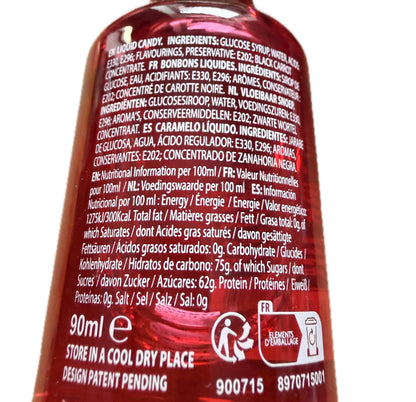 EN LIQUID CANDY. INGREDIENTS: GLUCOSE SYRUP, WATER, ACIDS
E330, E296; FLAVOURINGS, PRESERVATIVE: E202; BLACK CARROT
CONCENTRATE. FR BONBONS LIQUIDES. INGRÉDIENTS: SIROP DE
GLUCOSE, EAU, ACIDIFIANTS: E330, E296; ARÔMES, CONSERVATEUR:
E202; CONCENTRÉ DE CAROTTE NOIRE. NL VLOEIBAAR SNOEP.
INGREDIËNTEN: GLUCOSESIROOP, WATER, VOEDINGSZUREN: E330,
E296; AROMA'S, CONSERVEERMIDDELEN: E202; ZWARTE WORTEL
CONCENTRAAT. ES CARAMELO LÍQUIDO. INGREDIENTES: JARABE
DE GLUCOSA, AGUA, ÁCIDO REGULADOR: E330, E296, AROMAS,
CONSERVANTES: E202; CONCENTRADO DE ZANAHORIA NEGRA.
EN: Nutritional Information per 100ml / FR: Valeur Nutritionnelles
pour 100ml / NL: Voedingswaarde per 100 ml / ES: Información
Nutricional por 100 ml: Energy / Énergie / Energie / Valor energético:
1275kJ/300Kcal. Total fat / Matières grasses / Fett / Grasa total: 0g. of
which Saturates / dont Acides gras saturés / davon gesättigte
Fettsäuren / Ácidos grasos saturados: 0g. Carbohydrate / Glucides /
Kohlenhydrate / Hidratos de carbono: 75g. of which Sugars / dont
Sucres / davon Zucker / Azúcares: 62g. Protein / Protéines / Eiweiß /
Proteínas: 0g. Salt / Sel / Salz / Sal: 0g
90ml e
STORE IN A COOL DRY PLACE
DESIGN PATENT PENDING
FR
ÉLÉMENTS
D'EMBALLAGE
900715 8970715001